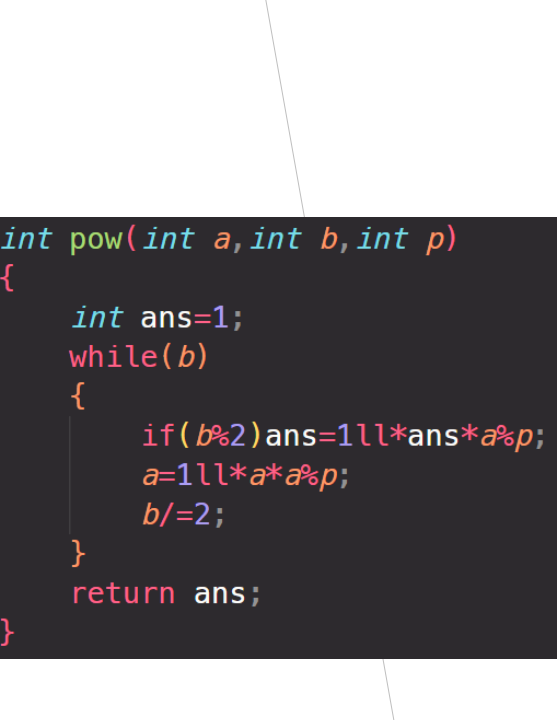 int pow(int a,int b,int p)
{
    int ans=1;
    while(b)
    {
        if(b%2)ans=1ll*ans*a%p;
        a=1ll*a*a%p;
        b/=2;
    }
    return ans;
}